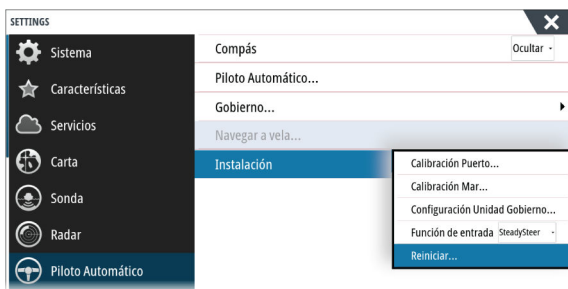 SETTINGS
Sistema
Características
Servicios
Carta
Sonda
Radar
Piloto Automático
Compás
Ocultar
Piloto Automático...
Gobierno...
Navegar a vela...
Instalación
Calibración Puerto...
Calibración Mar...
Configuración Unidad Gobierno...
Función de entrada SteadySteer
Reiniciar...